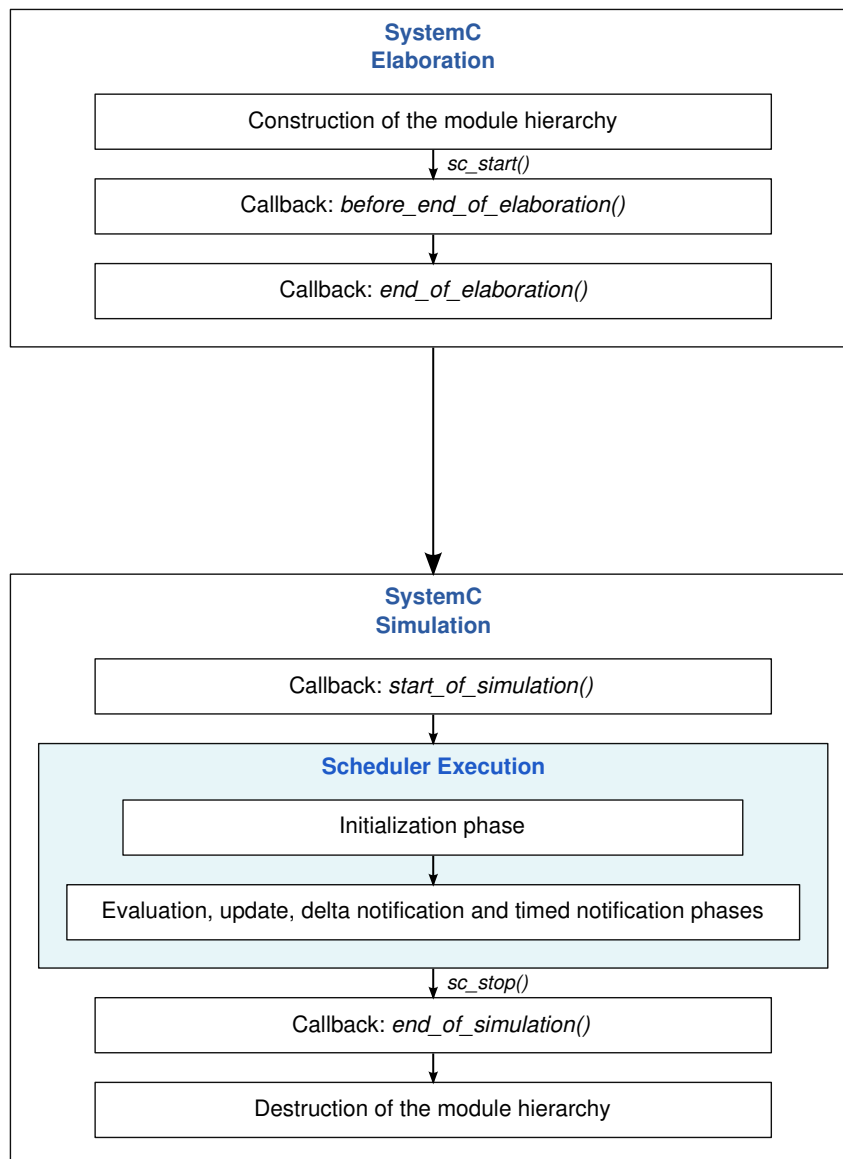 SystemC
Elaboration
Construction of the module hierarchy
sc_start()
Callback: before_end_of_elaboration()
Callback: end_of_elaboration()
SystemC
Simulation
Callback: start_of_simulation()
Scheduler Execution
Initialization phase
Evaluation, update, delta notification and timed notification phases
sc_stop()
Callback: end_of_simulation()
Destruction of the module hierarchy